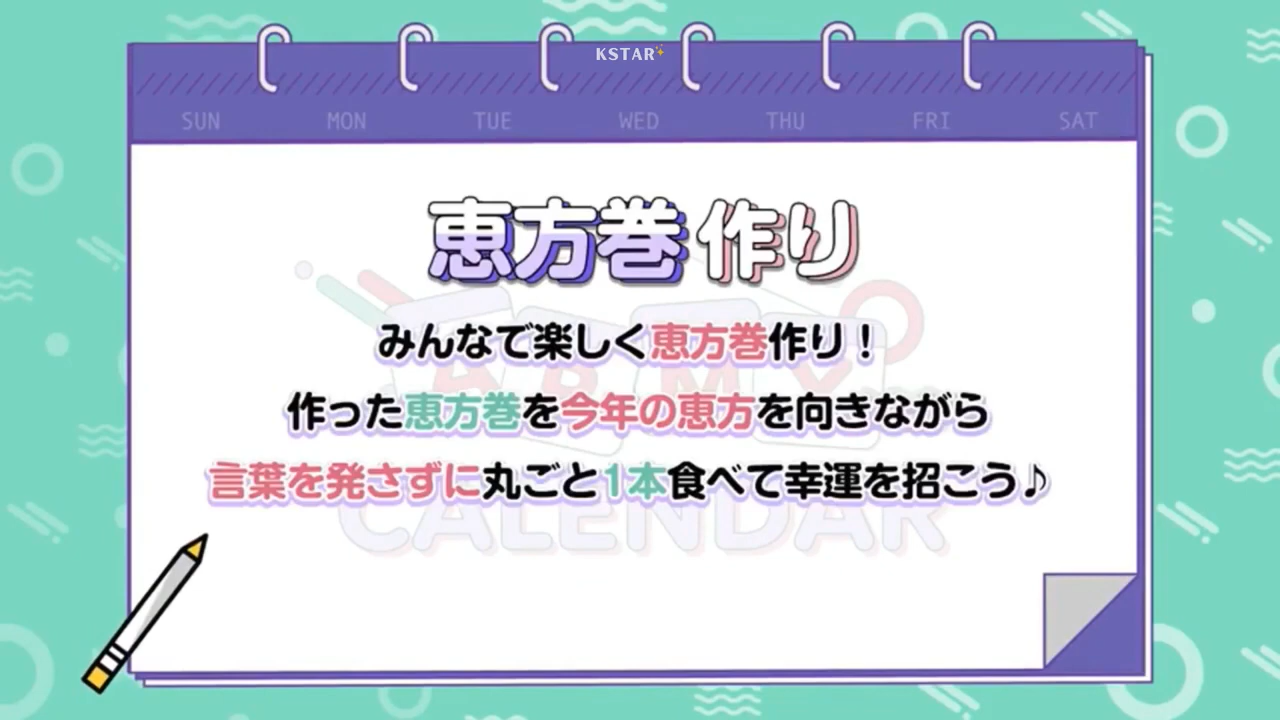 KSTAR
SUN MON TUE WED THU FRI SAT
恵方巻作り
みんなで楽しく恵方巻作り！
作った恵方巻を今年の恵方を向きながら
言葉を発さずに丸ごと1本食べて幸運を招こう♪
ARMY
CALENDAR